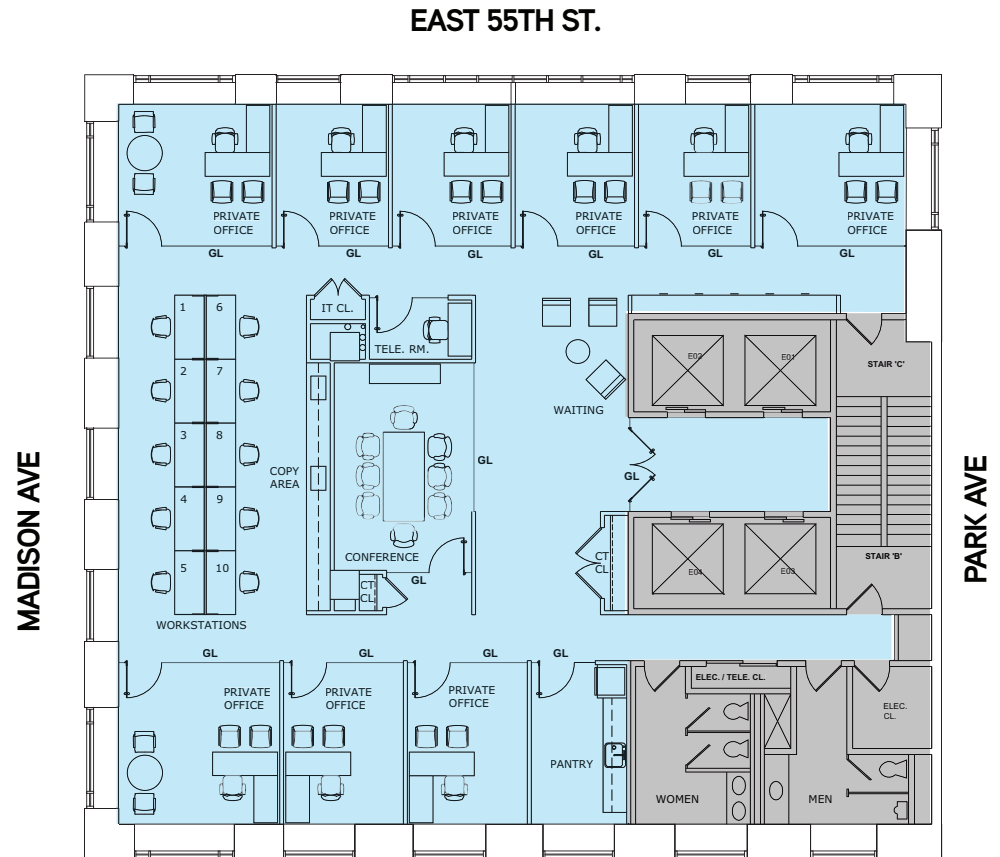 EAST 55TH ST.
MADISON AVE
PARK AVE
PRIVATE
OFFICE
PRIVATE
OFFICE
PRIVATE
OFFICE
PRIVATE
OFFICE
PRIVATE
OFFICE
PRIVATE
OFFICE
GL
GL
GL
GL
GL
GL
IT CL.
TELE. RM.
1
6
2
7
3
8
4
9
5
10
WORKSTATIONS
COPY
AREA
CONFERENCE
GL
GL
CT
CL
WAITING
GL
CT
CL
E02
E01
E04
E03
STAIR 'C'
STAIR 'B'
GL
GL
GL
GL
PRIVATE
OFFICE
PRIVATE
OFFICE
PRIVATE
OFFICE
PANTRY
ELEC. / TELE. CL.
ELEC.
CL.
WOMEN
MEN